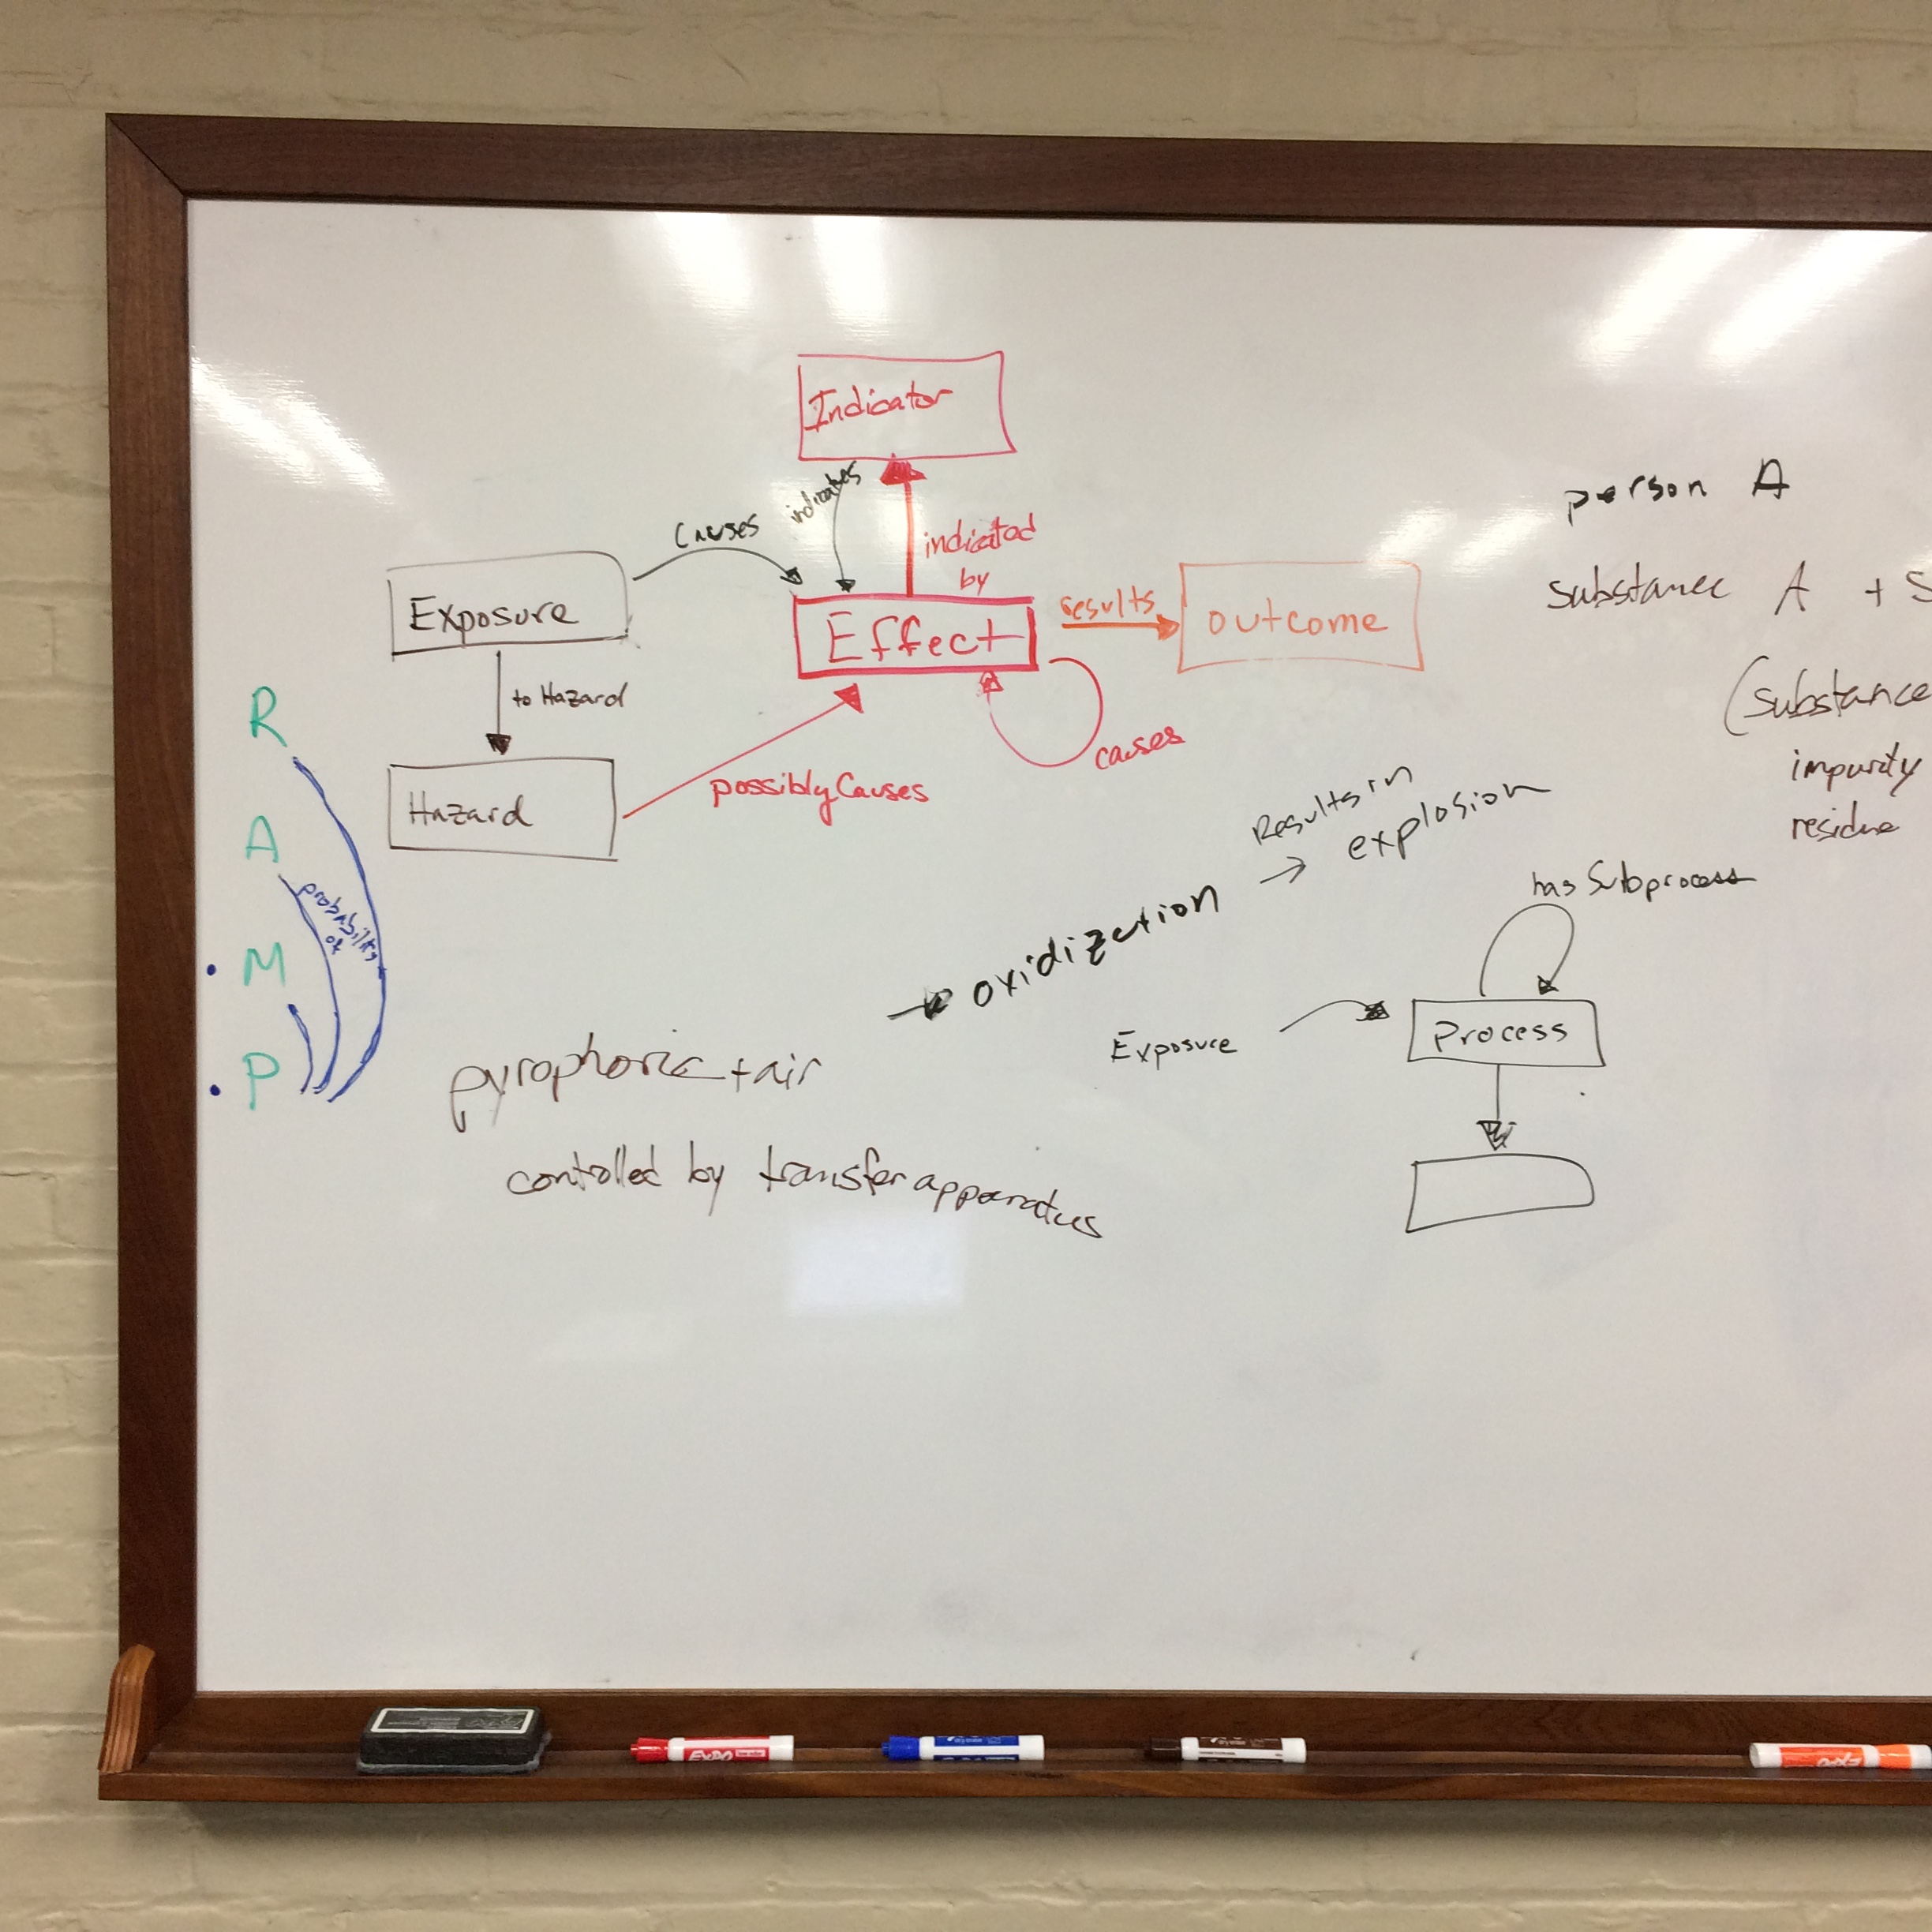 Indicator
indicates
indicated
by
Causes
Exposure
Effect
results
outcome
to Hazard
causes
Hazard
possiblyCauses
R
A
M
P
probability
of
pyrophoric + air
oxidization
Results in
explosion
controlled by transfer apparatus
has Subprocess
Exposure
Process
person A
substance A + S
(substance
impurity
residue
EXPO
EXPO